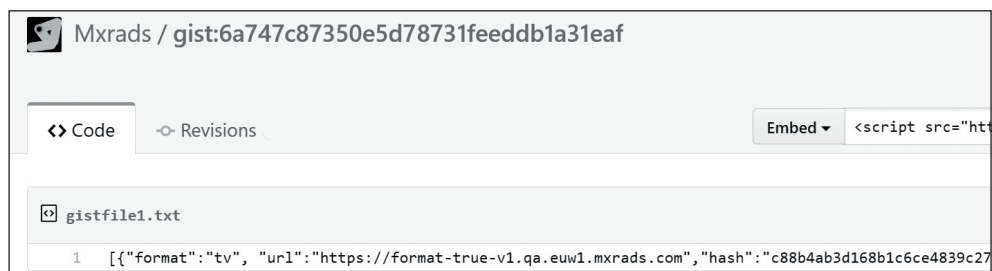 Mxrads / gist:6a747c87350e5d78731feeddb1a31eaf
<> Code Revisions Embed <script src="htt
gistfile1.txt
1 [{"format":"tv", "url":"https://format-true-v1.qa.euw1.mxrads.com","hash":"c88b4ab3d168b1c6ce4839c27